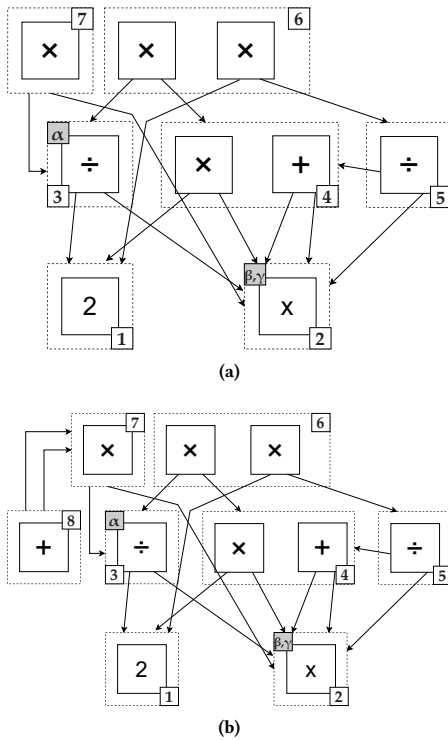 7 6
× × ×
α
÷ × + ÷
3 4 5
β,γ
2 x
1 2
(a)
7 6
× × ×
8 α
+ ÷ × + ÷
3 4 5
β,γ
2 x
1 2
(b)